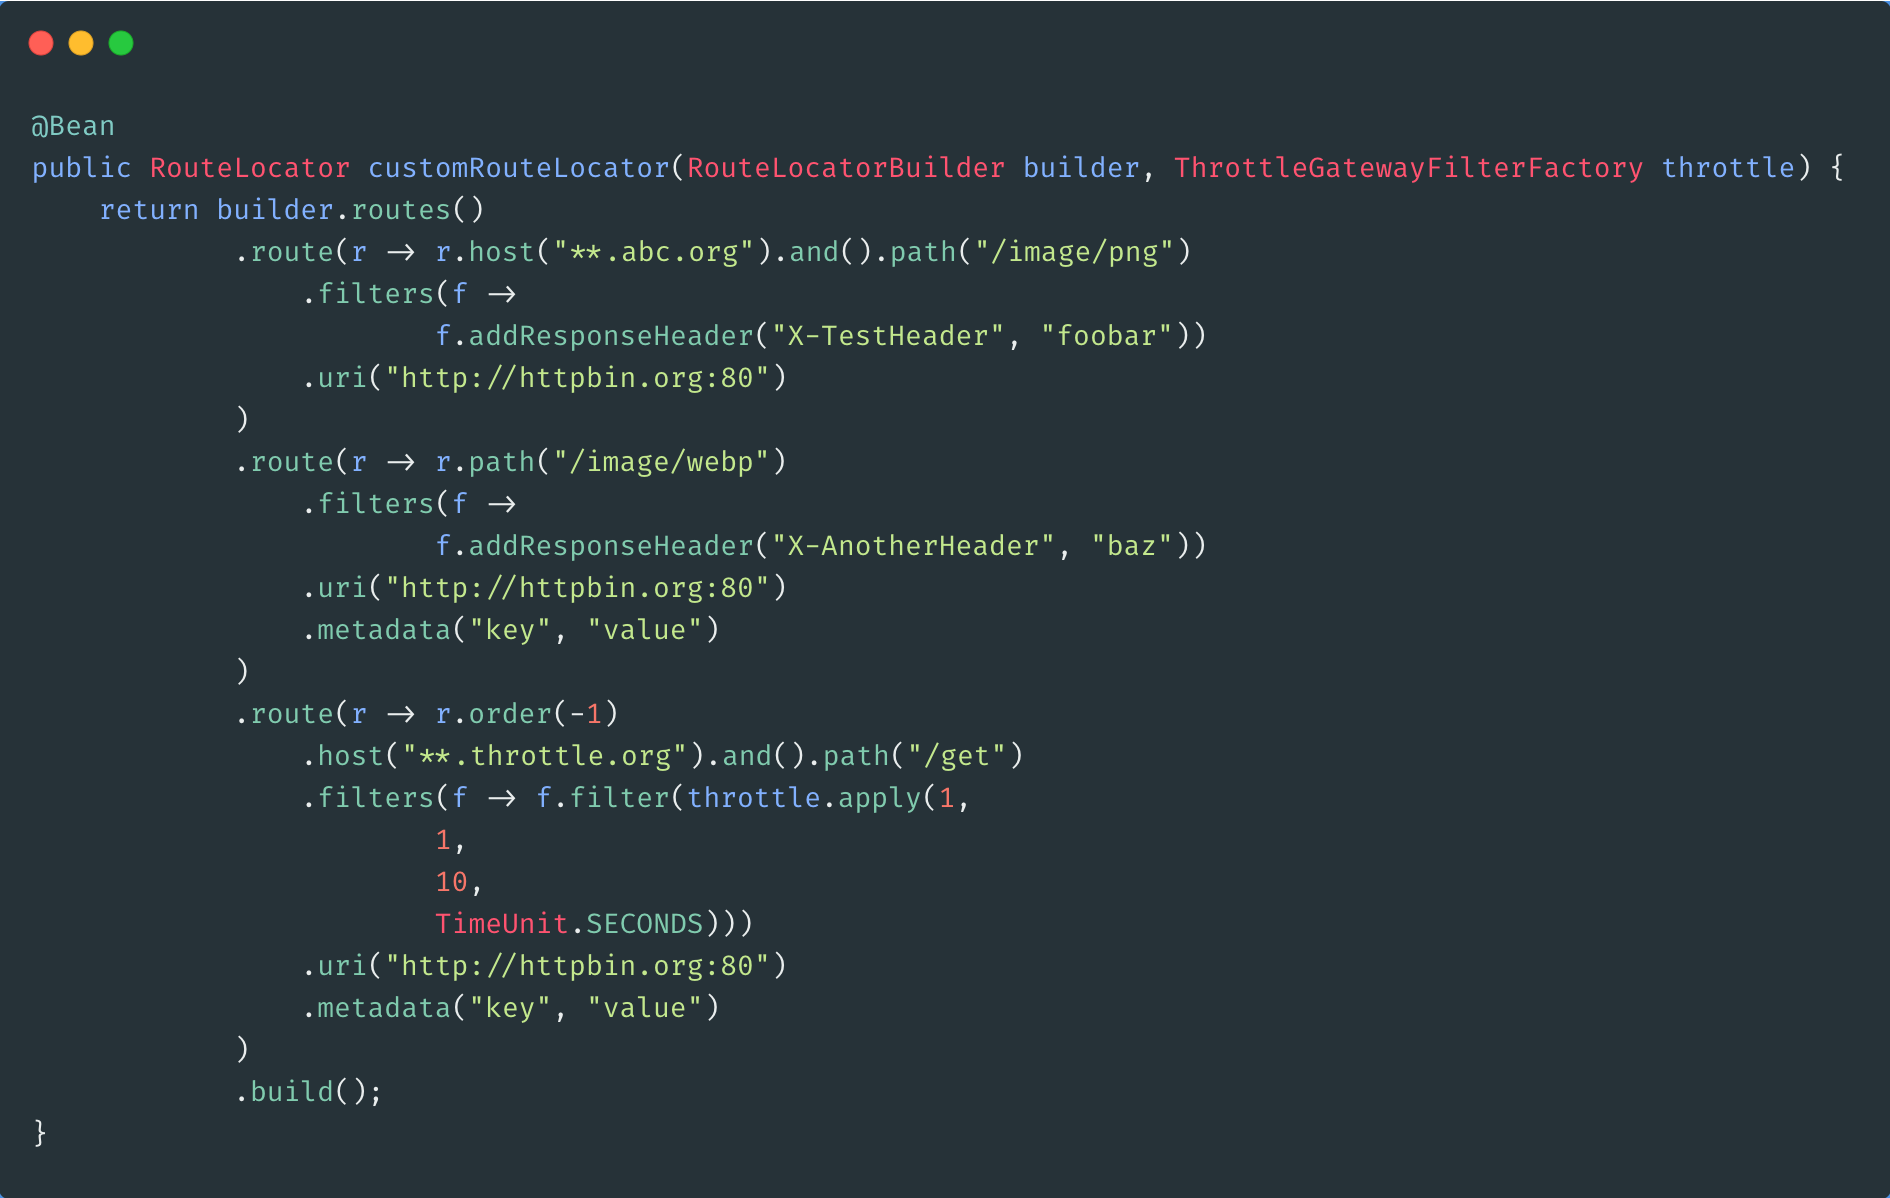 @Bean
public RouteLocator customRouteLocator(RouteLocatorBuilder builder, ThrottleGatewayFilterFactory throttle) {
    return builder.routes()
            .route(r -> r.host("**.abc.org").and().path("/image/png")
                .filters(f ->
                        f.addResponseHeader("X-TestHeader", "foobar"))
                .uri("http://httpbin.org:80")
            )
            .route(r -> r.path("/image/webp")
                .filters(f ->
                        f.addResponseHeader("X-AnotherHeader", "baz"))
                .uri("http://httpbin.org:80")
                .metadata("key", "value")
            )
            .route(r -> r.order(-1)
                .host("**.throttle.org").and().path("/get")
                .filters(f -> f.filter(throttle.apply(1,
                        1,
                        10,
                        TimeUnit.SECONDS)))
                .uri("http://httpbin.org:80")
                .metadata("key", "value")
            )
            .build();
}